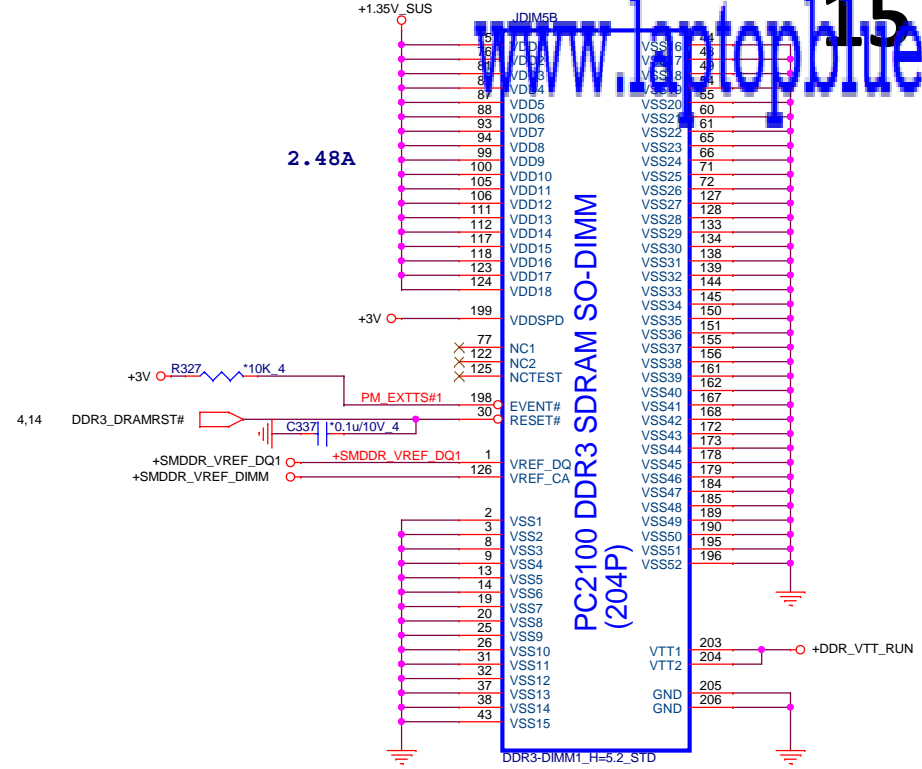 +1.35V_SUS
JDIM5B
15
www.laptopblue
2.48A
VDD2
VDD3
VDD4
87 VDD5
88 VDD6
93 VDD7
94 VDD8
99 VDD9
100 VDD10
105 VDD11
106 VDD12
111 VDD13
112 VDD14
117 VDD15
118 VDD16
123 VDD17
124 VDD18
+3V 199 VDDSPD
77 NC1
122 NC2
125 NCTEST
+3V R327 *10K_4
PM_EXTTS#1 198 EVENT#
4,14 DDR3_DRAMRST# 30 RESET#
C337 *0.1u/10V_4
+SMDDR_VREF_DQ1 +SMDDR_VREF_DQ1 1 VREF_DQ
+SMDDR_VREF_DIMM 126 VREF_CA
2 VSS1
3 VSS2
8 VSS3
9 VSS4
13 VSS5
14 VSS6
19 VSS7
20 VSS8
25 VSS9
26 VSS10
31 VSS11
32 VSS12
37 VSS13
38 VSS14
43 VSS15
PC2100 DDR3 SDRAM SO-DIMM
(204P)
VSS20 55
VSS21 60
VSS22 61
VSS23 65
VSS24 66
VSS25 71
VSS26 72
VSS27 127
VSS28 128
VSS29 133
VSS30 134
VSS31 138
VSS32 139
VSS33 144
VSS34 145
VSS35 150
VSS36 151
VSS37 155
VSS38 156
VSS39 161
VSS40 162
VSS41 167
VSS42 168
VSS43 172
VSS44 173
VSS45 178
VSS46 179
VSS47 184
VSS48 185
VSS49 189
VSS50 190
VSS51 195
VSS52 196
VTT1 203 +DDR_VTT_RUN
VTT2 204
GND 205
GND 206
DDR3-DIMM1_H=5.2_STD